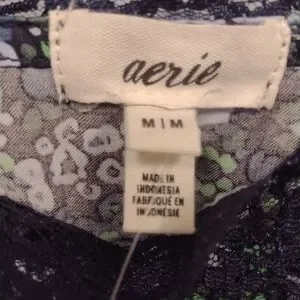 aerie
M | M
MADE IN
INDONESIA
FABRIQUÉ EN
INDONÉSIE